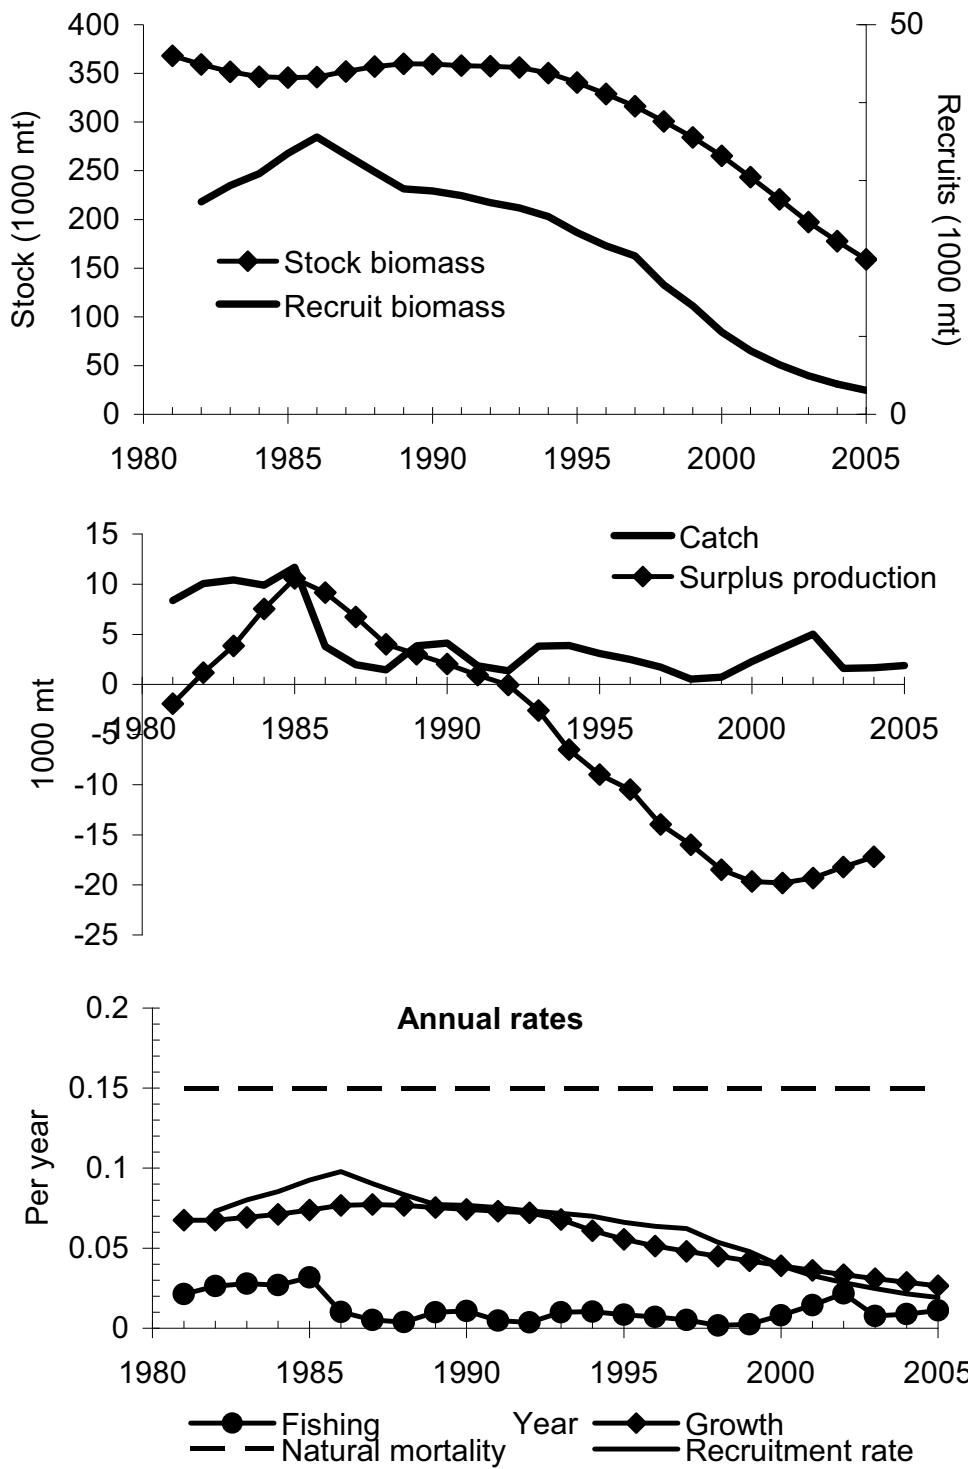 400
50
350
300
250
200
150
100
50
0
0
Stock (1000 mt)
Recruits (1000 mt)
Stock biomass
Recruit biomass
1980 1985 1990 1995 2000 2005
15
10
5
0
-5
-10
-15
-20
-25
1000 mt
Catch
Surplus production
1980 1985 1990 1995 2000 2005
Annual rates
0.2
0.15
0.1
0.05
0
Per year
1980 1985 1990 1995 2000 2005
Fishing Year Growth
Natural mortality Recruitment rate